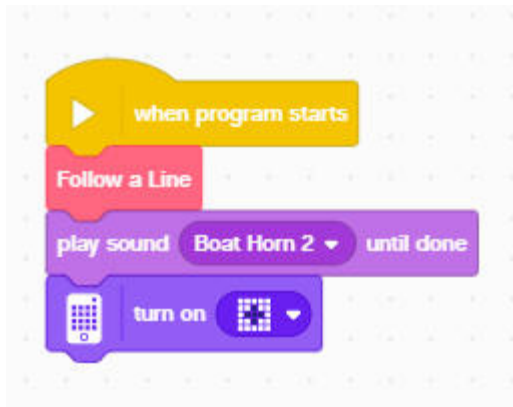 when program starts
Follow a Line
play sound Boat Horn 2 until done
turn on